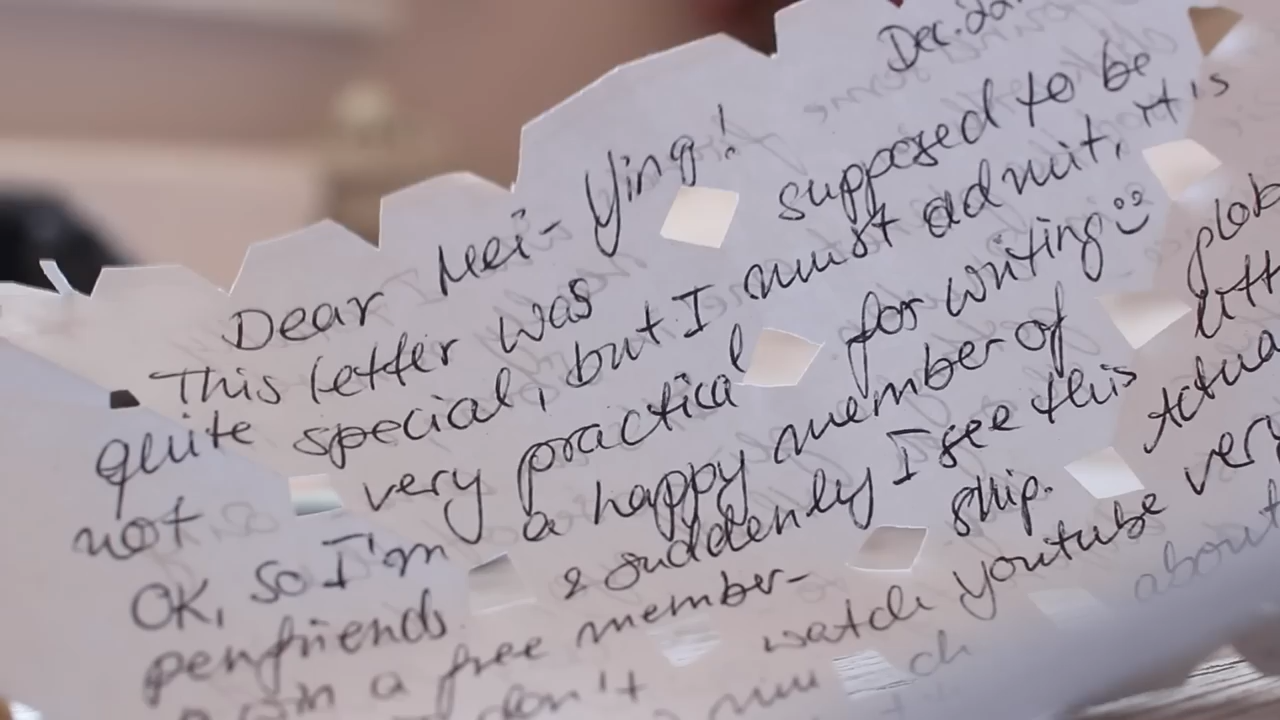 Dec.
Dear Mei-Ying!
This letter was supposed to be
quite special, but I must admit, it is
not very practical for writing☺
OK, so I'm a happy member of
penfriends & suddenly I see this
a free member- ship.
don't watch youtube very
about